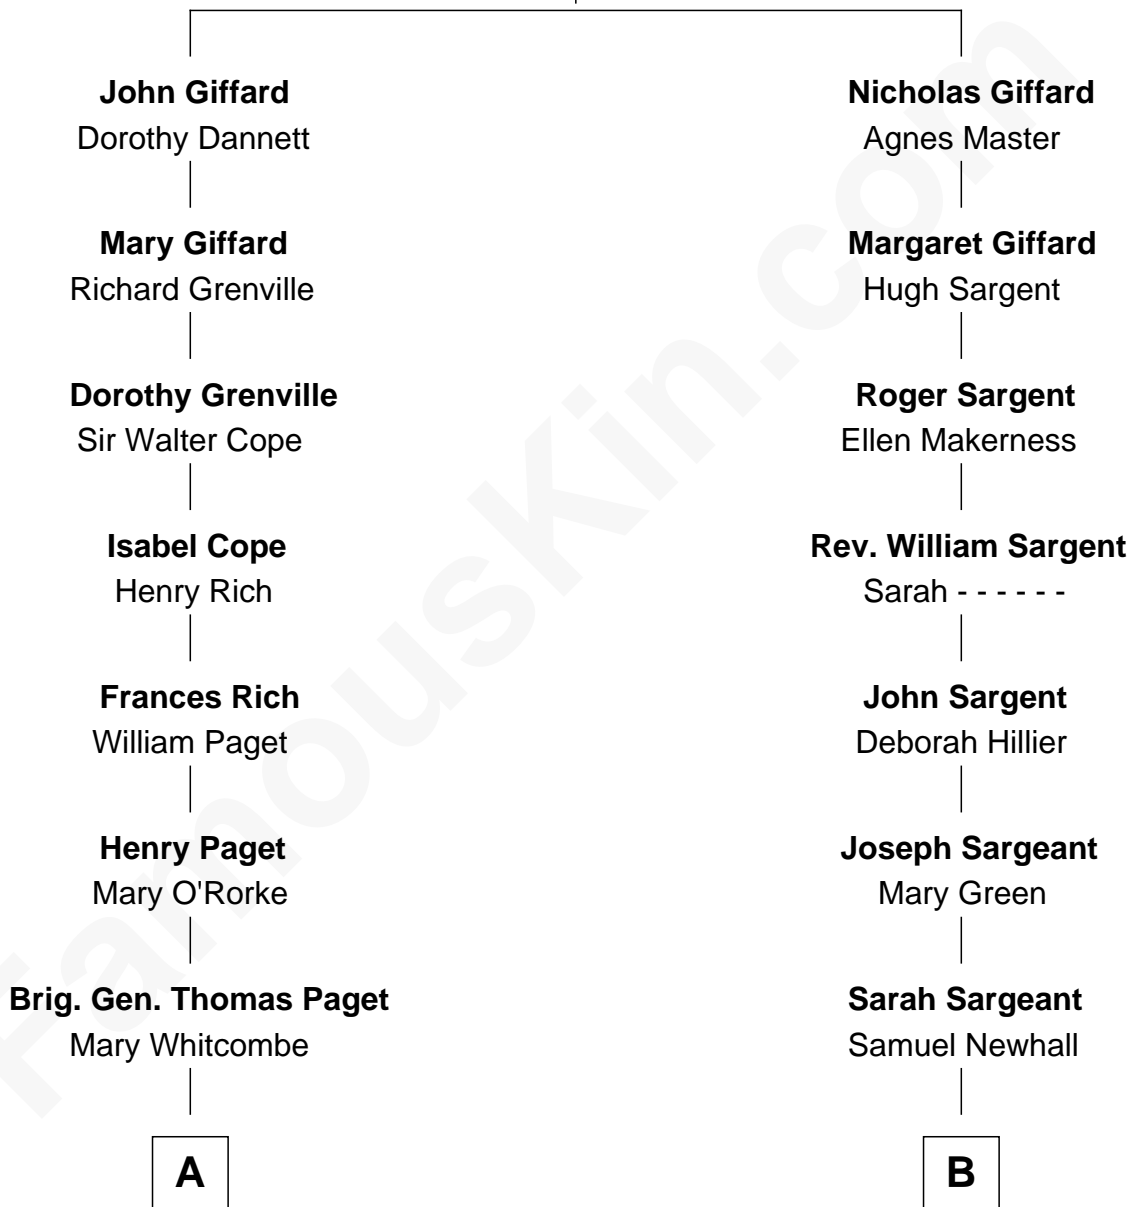 John Giffard
Dorothy Dannett
Mary Giffard
Richard Grenville
Dorothy Grenville
Sir Walter Cope
Isabel Cope
Henry Rich
Frances Rich
William Paget
Henry Paget
Mary O'Rorke
Brig. Gen. Thomas Paget
Mary Whitcombe
A
Nicholas Giffard
Agnes Master
Margaret Giffard
Hugh Sargent
Roger Sargent
Ellen Makerness
Rev. William Sargent
Sarah - - - - - -
John Sargent
Deborah Hillier
Joseph Sargeant
Mary Green
Sarah Sargeant
Samuel Newhall
B
FamousKin.com